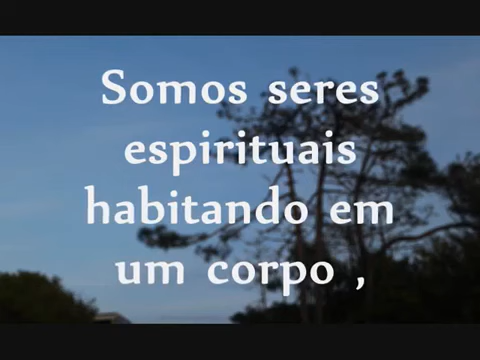 Somos seres
espirituais
habitando em
um corpo ,